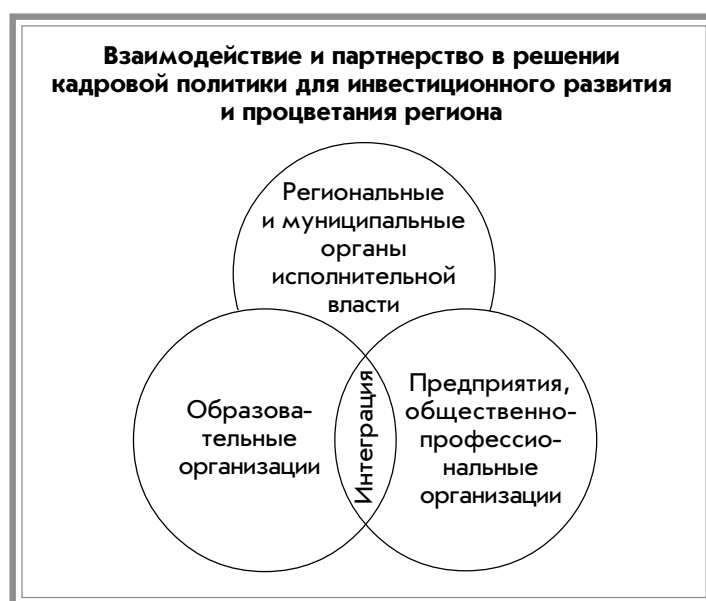 Взаимодействие и партнерство в решении
кадровой политики для инвестиционного развития
и процветания региона
Региональные
и муниципальные
органы
исполнительной
власти
Образова-
тельные
организации
Интеграция
Предприятия,
общественно-
профессио-
нальные
организации